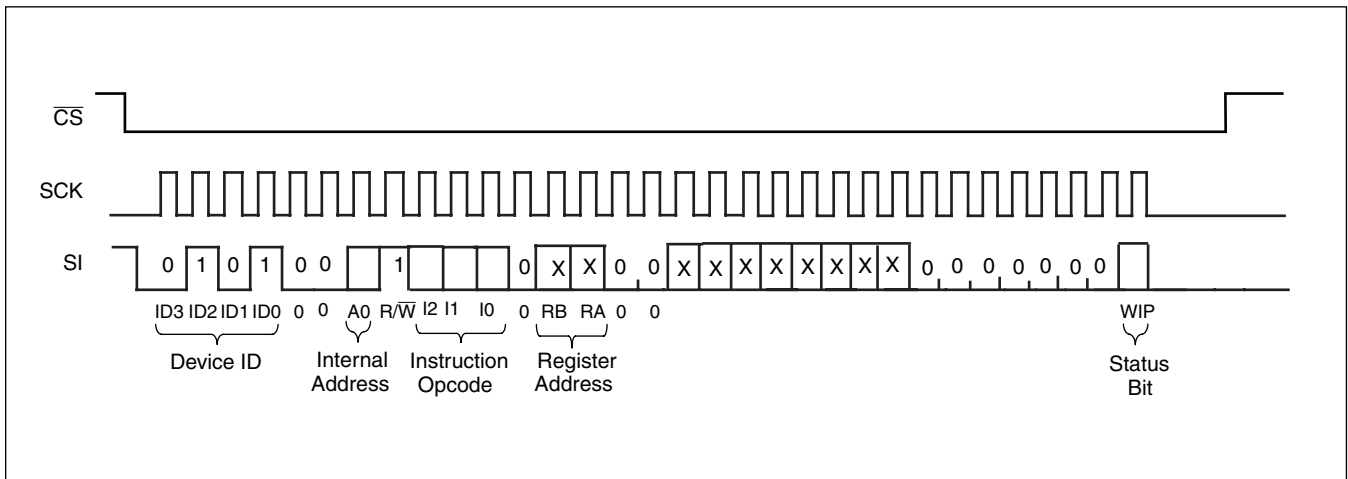 C̅S̅
SCK
SI
0 1 0 1 0 0 1 0 X X 0 0 X X X X X X X X 0 0 0 0 0 0 0
ID3 ID2 ID1 ID0 0 0 A0 R/W̅ I2 I1 I0 0 RB RA 0 0 WIP
Device ID
Internal Address
Instruction Opcode
Register Address
Status Bit